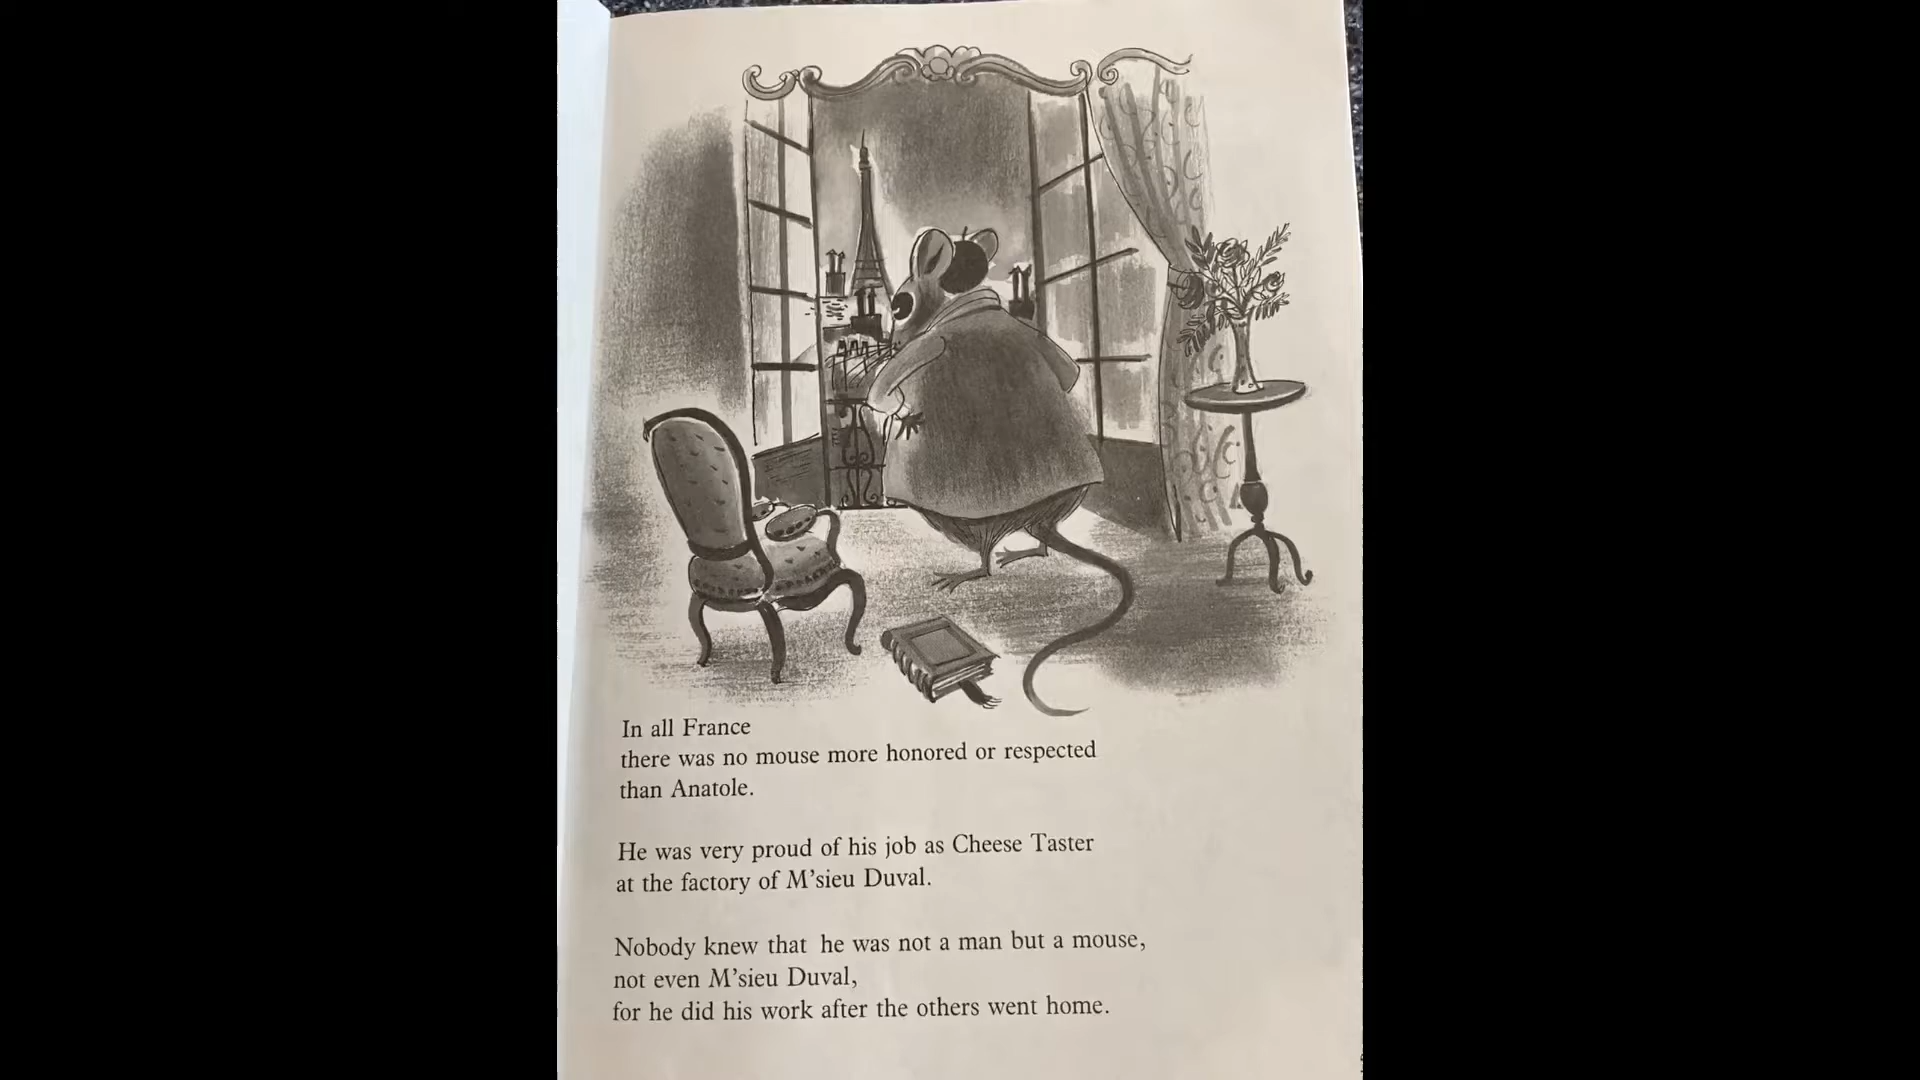 In all France
there was no mouse more honored or respected
than Anatole.
He was very proud of his job as Cheese Taster
at the factory of M’sieu Duval.
Nobody knew that he was not a man but a mouse,
not even M’sieu Duval,
for he did his work after the others went home.